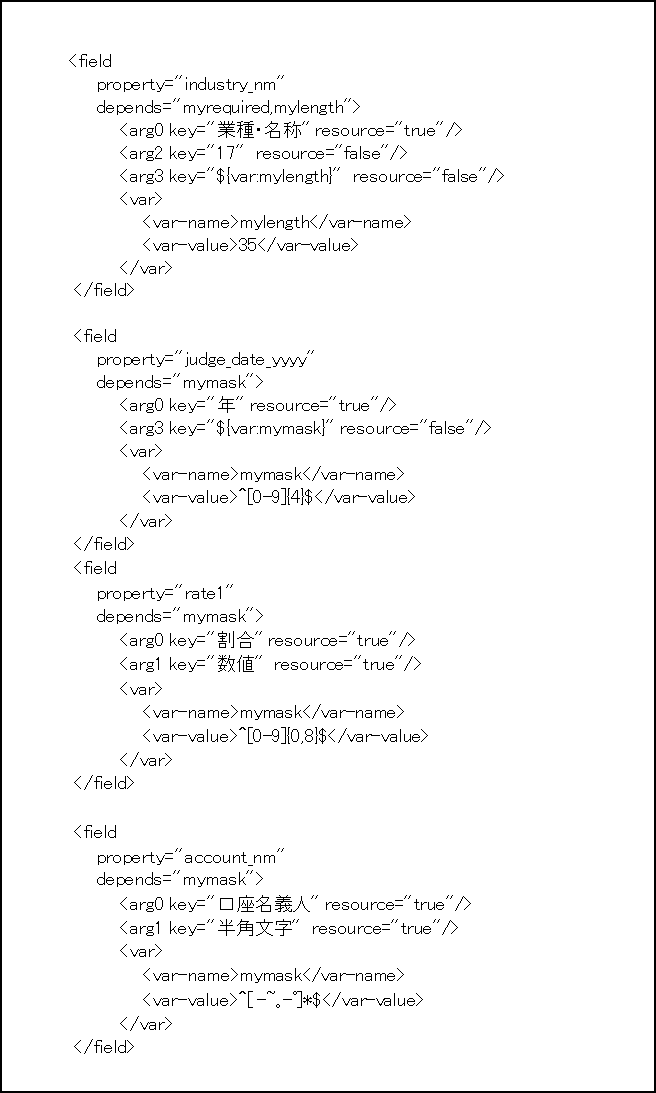 <field
property="industry_nm"
depends="myrequired,mylength">
<arg0 key="業種・名称" resource="true"/>
<arg2 key="17"  resource="false"/>
<arg3 key="${var:mylength}"  resource="false"/>
<var>
<var-name>mylength</var-name>
<var-value>35</var-value>
</var>
</field>
<field
property="judge_date_yyyy"
depends="mymask">
<arg0 key="年" resource="true"/>
<arg3 key="${var:mymask}" resource="false"/>
<var>
<var-name>mymask</var-name>
<var-value>^[0-9]{4}$</var-value>
</var>
</field>
<field
property="rate1"
depends="mymask">
<arg0 key="割合" resource="true"/>
<arg1 key="数値"  resource="true"/>
<var>
<var-name>mymask</var-name>
<var-value>^[0-9]{0,8}$</var-value>
</var>
</field>
<field
property="account_nm"
depends="mymask">
<arg0 key="口座名義人" resource="true"/>
<arg1 key="半角文字"  resource="true"/>
<var>
<var-name>mymask</var-name>
<var-value>^[ -~｡-ﾟ]*$</var-value>
</var>
</field>